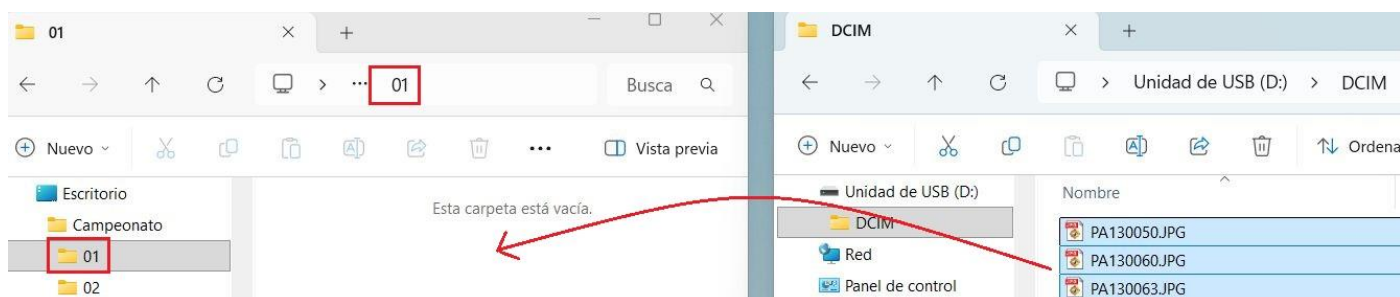 01
01
Busca
Nuevo
Vista previa
Escritorio
Campeonato
01
02
Esta carpeta está vacía.
DCIM
Unidad de USB (D:) > DCIM
Nuevo
Ordena
Unidad de USB (D:)
DCIM
Red
Panel de control
Nombre
PA130050.JPG
PA130060.JPG
PA130063.JPG